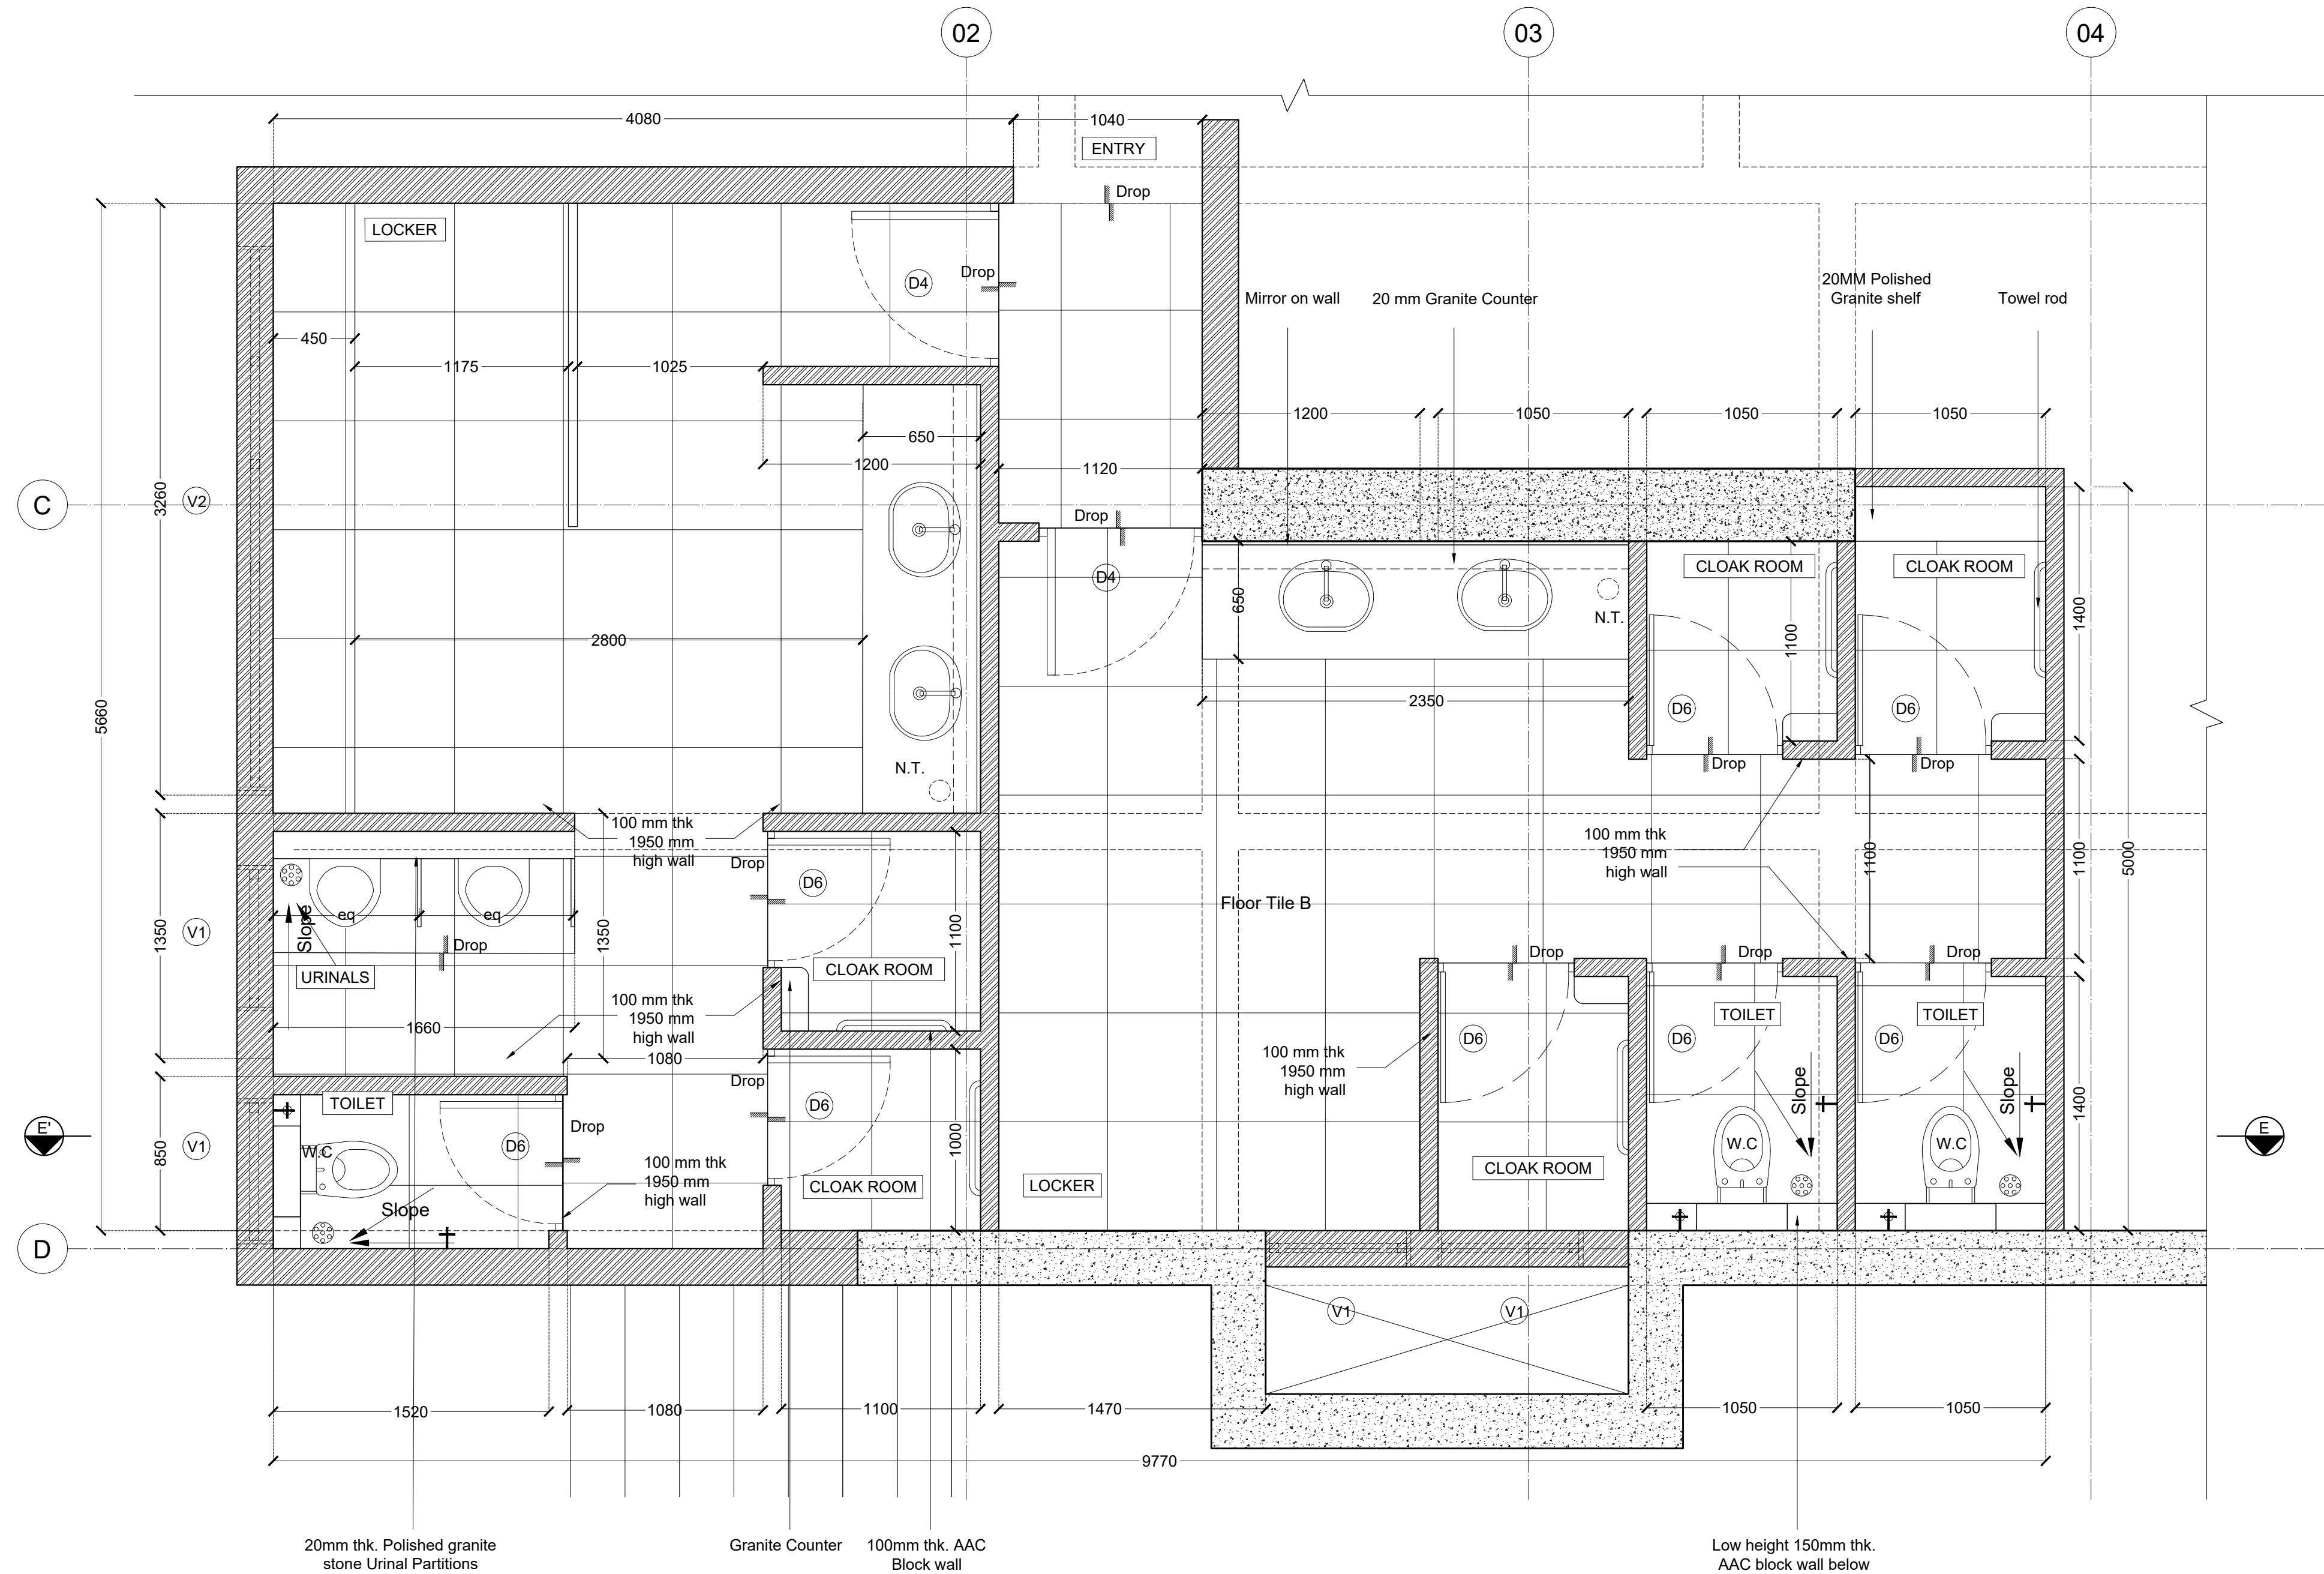 02
03
04
4080
1040
ENTRY
Drop
LOCKER
D4
Drop
20MM Polished
Granite shelf
Mirror on wall
20 mm Granite Counter
Towel rod
450
1175
1025
1200
1050
1050
1050
650
1200
1120
C
V2
3260
Drop
D4
CLOAK ROOM
CLOAK ROOM
650
N.T.
1400
1100
2800
2350
D6
D6
5660
Drop
Drop
N.T.
100 mm thk
1950 mm
high wall
Drop
100 mm thk
1950 mm
high wall
1100
1100
5000
D6
Floor Tile B
eq
eq
Slope
1350
V1
1350
1100
Drop
Drop
Drop
Drop
URINALS
CLOAK ROOM
100 mm thk
1950 mm
high wall
1660
1080
TOILET
TOILET
D6
D6
D6
100 mm thk
1950 mm
high wall
Drop
TOILET
D6
Slope
Slope
1400
E'
850
V1
W.C
D6
Drop
1000
W.C
W.C
E
100 mm thk
1950 mm
high wall
CLOAK ROOM
LOCKER
CLOAK ROOM
Slope
D
V1
V1
1520
1080
1100
1470
1050
1050
9770
20mm thk. Polished granite
stone Urinal Partitions
Granite Counter
100mm thk. AAC
Block wall
Low height 150mm thk.
AAC block wall below